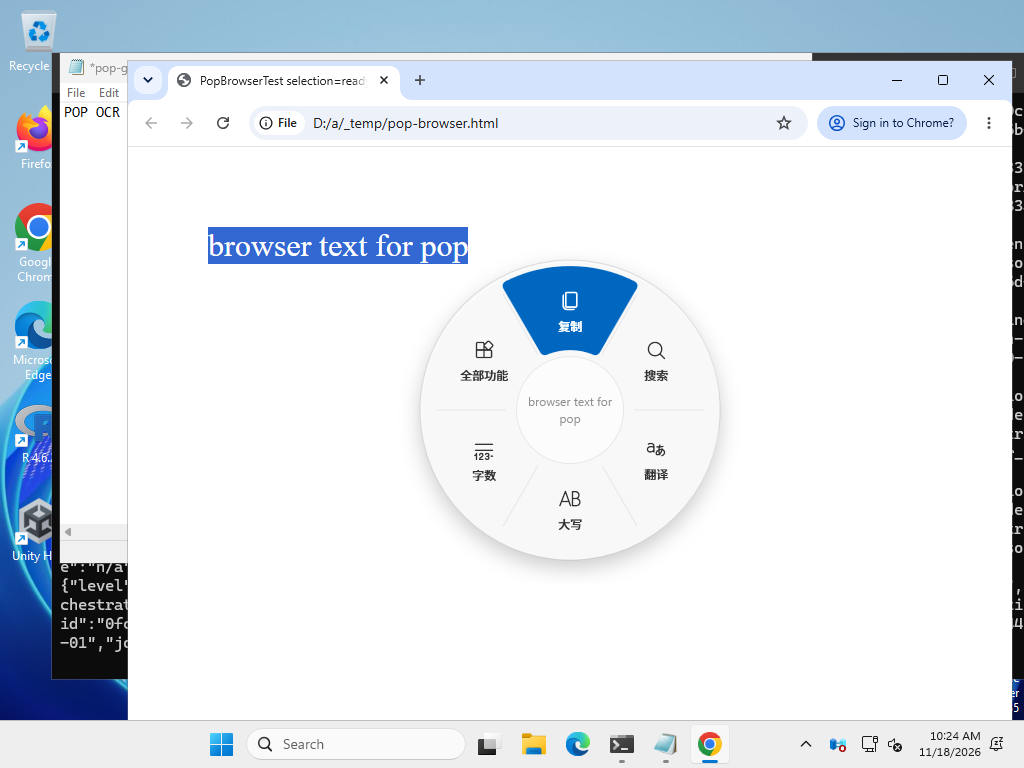 Recycle
*pop-g
File Edit
POP OCR
PopBrowserTest selection=read
File D:/a/_temp/pop-browser.html
Sign in to Chrome?
Firefo
Googl
Chrom
Micros
Edge
R 4.6.
Unity H
browser text for pop
复制
全部功能
搜索
browser text for
pop
字数
翻译
AB
大写
e":"n/a"
{"level"
chestrat
id":"0fc
-01","jo
Search
10:24 AM
11/18/2026